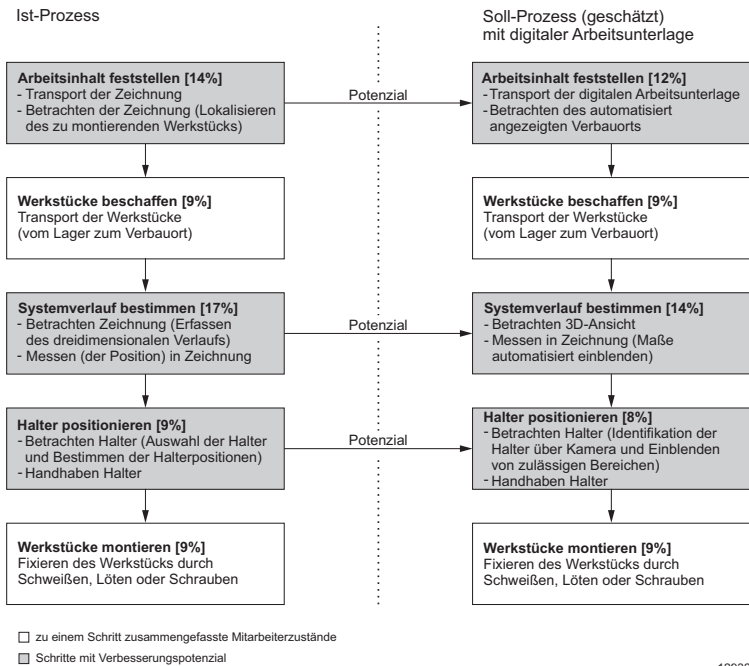 Ist-Prozess
Soll-Prozess (geschätzt)
mit digitaler Arbeitsunterlage
Arbeitsinhalt feststellen [14%]
- Transport der Zeichnung
- Betrachten der Zeichnung (Lokalisieren
des zu montierenden Werkstücks)
Potenzial
Arbeitsinhalt feststellen [12%]
- Transport der digitalen Arbeitsunterlage
- Betrachten des automatisiert
angezeigten Verbauorts
Werkstücke beschaffen [9%]
Transport der Werkstücke
(vom Lager zum Verbauort)
Werkstücke beschaffen [9%]
Transport der Werkstücke
(vom Lager zum Verbauort)
Systemverlauf bestimmen [17%]
- Betrachten Zeichnung (Erfassen
des dreidimensionalen Verlaufs)
- Messen (der Position) in Zeichnung
Potenzial
Systemverlauf bestimmen [14%]
- Betrachten 3D-Ansicht
- Messen in Zeichnung (Maße
automatisiert einblenden)
Halter positionieren [9%]
- Betrachten Halter (Auswahl der Halter
und Bestimmen der Halterpositionen)
- Handhaben Halter
Potenzial
Halter positionieren [8%]
- Betrachten Halter (Identifikation der
Halter über Kamera und Einblenden
von zulässigen Bereichen)
- Handhaben Halter
Werkstücke montieren [9%]
Fixieren des Werkstücks durch
Schweißen, Löten oder Schrauben
Werkstücke montieren [9%]
Fixieren des Werkstücks durch
Schweißen, Löten oder Schrauben
zu einem Schritt zusammengefasste Mitarbeiterzustände
Schritte mit Verbesserungspotenzial